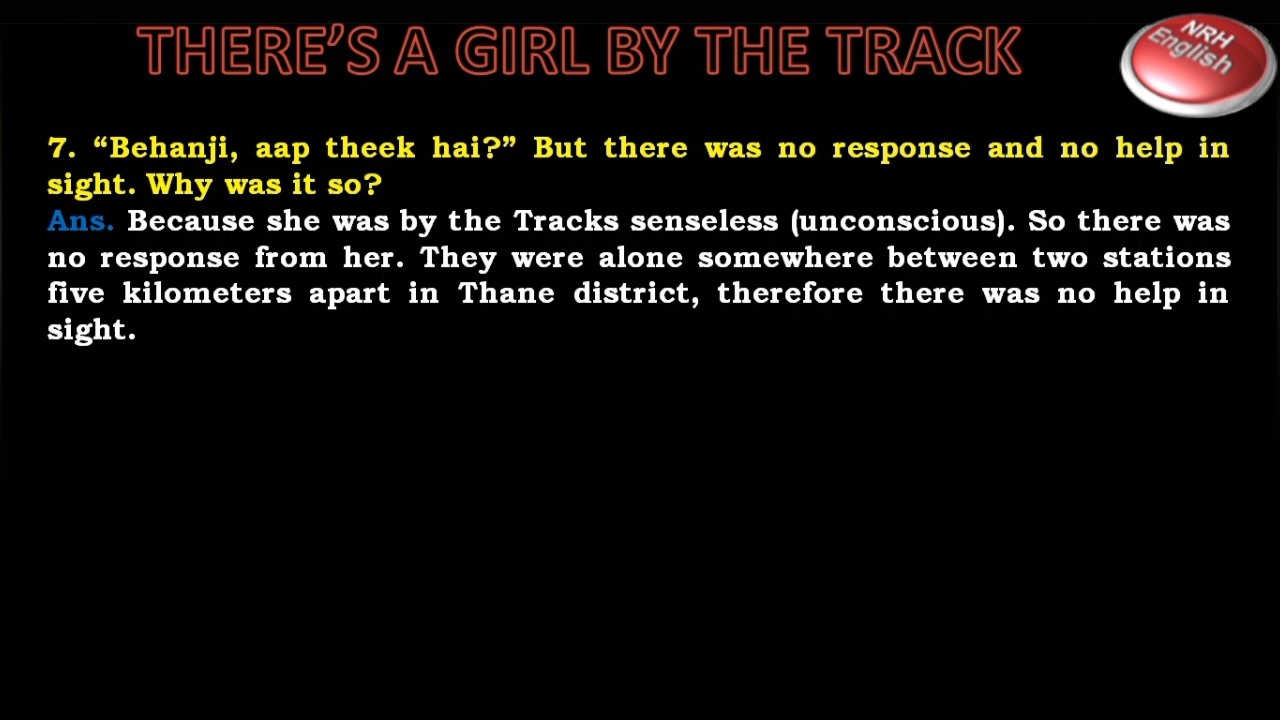 THERE’S A GIRL BY THE TRACK
NRH
English
7. “Behanji, aap theek hai?” But there was no response and no help in
sight. Why was it so?
Ans. Because she was by the Tracks senseless (unconscious). So there was
no response from her. They were alone somewhere between two stations
five kilometers apart in Thane district, therefore there was no help in
sight.